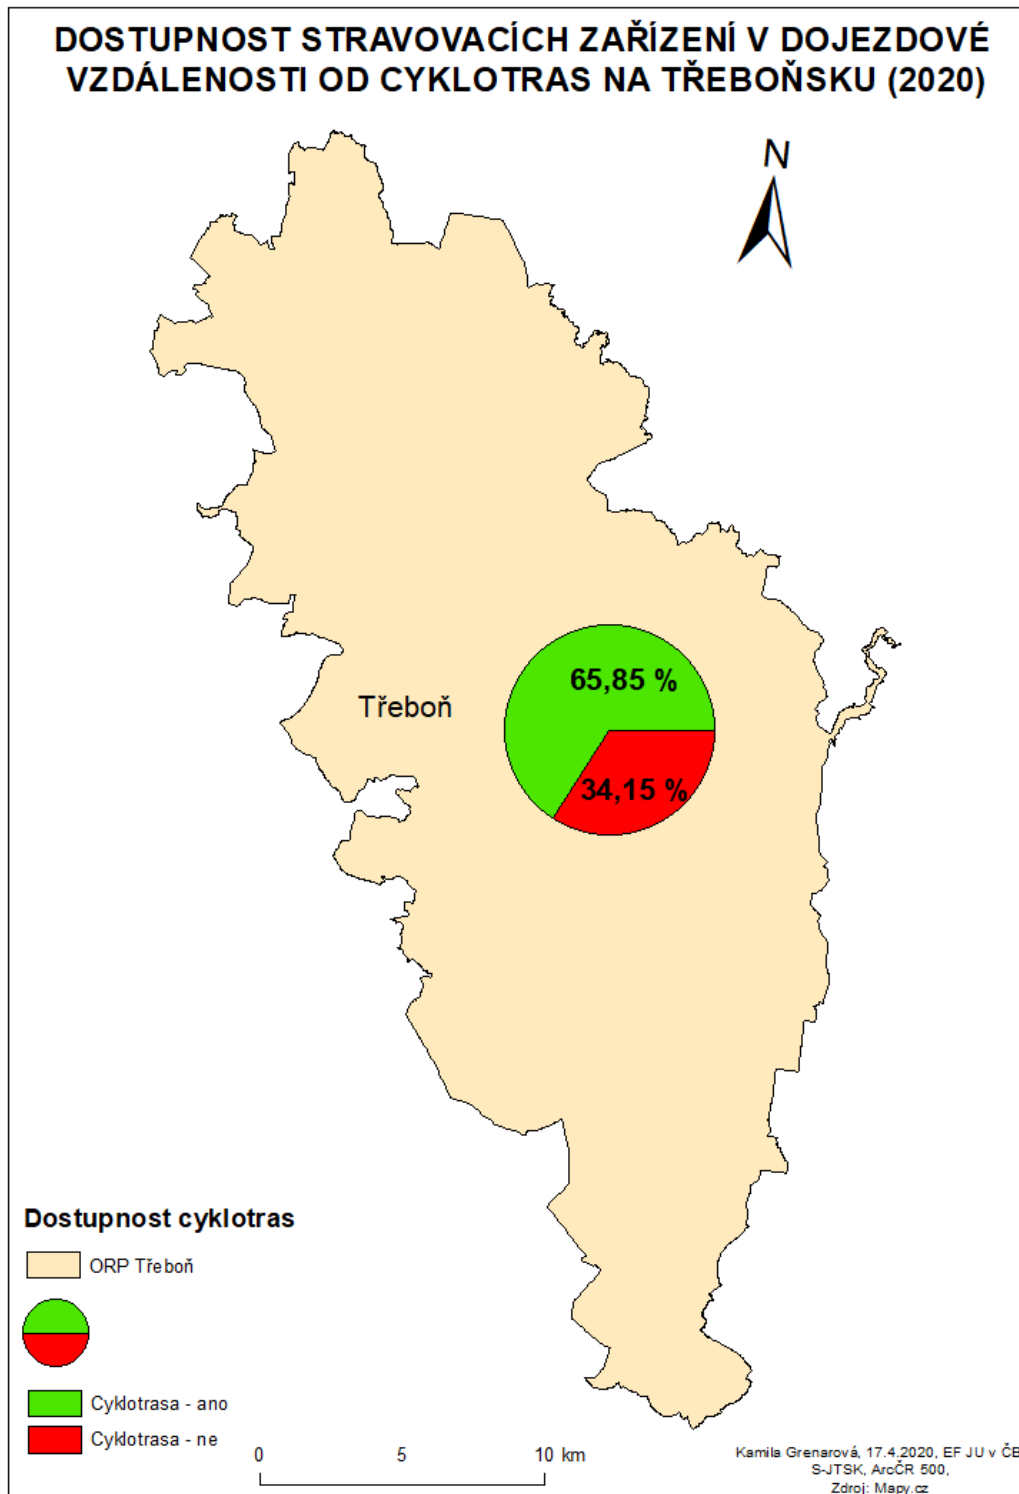 DOSTUPNOST STRAVOVACÍCH ZAŘÍZENÍ V DOJEZDOVÉ
VZDÁLENOSTI OD CYKLOTRAS NA TŘEBOŇSKU (2020)
N
65,85 %
Třeboň
34,15 %
Dostupnost cyklotras
ORP Třeboň
Cyklotrasa - ano
Cyklotrasa - ne
0 5 10 km
Kamila Grenarová, 17.4.2020, EF JU v ČB
S-JTSK, ArcČR 500,
Zdroj: Mapy.cz